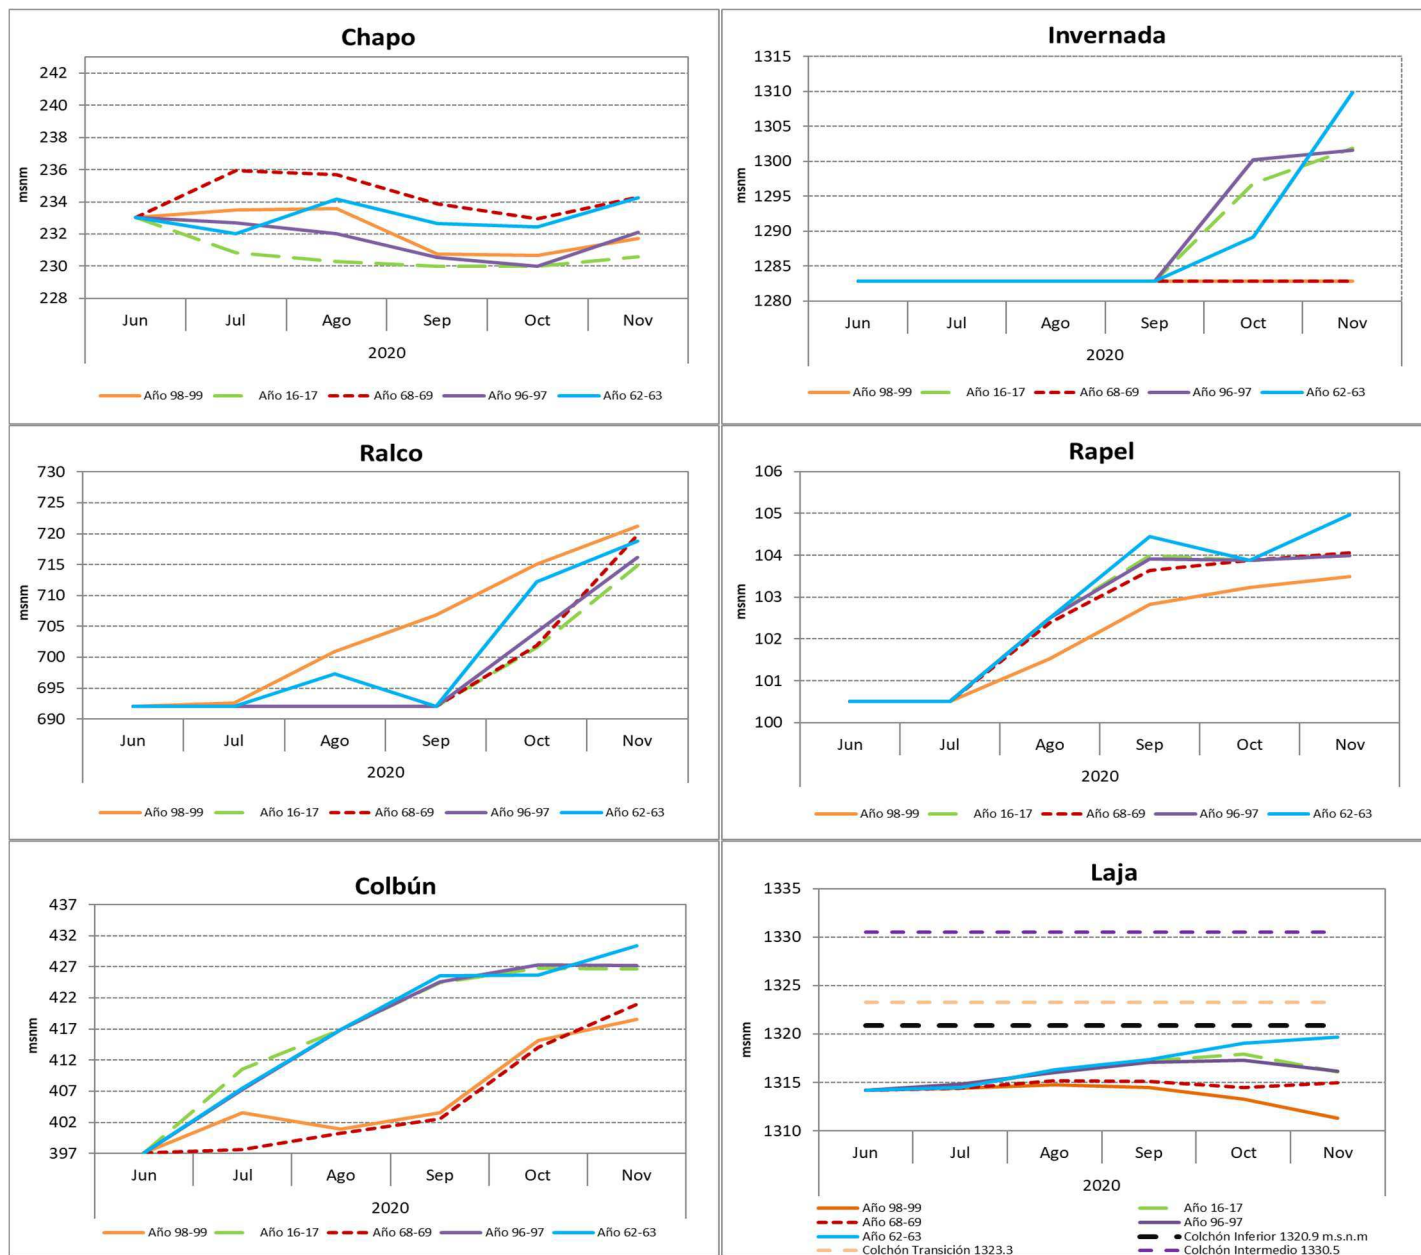 Chapo
242
240
238
236
234
232
230
228
msnm
Jun Jul Ago Sep Oct Nov
2020
Año 98-99 Año 16-17 Año 68-69 Año 96-97 Año 62-63
Invernada
1315
1310
1305
1300
1295
1290
1285
1280
msnm
Jun Jul Ago Sep Oct Nov
2020
Año 98-99 Año 16-17 Año 68-69 Año 96-97 Año 62-63
Ralco
730
725
720
715
710
705
700
695
690
msnm
Jun Jul Ago Sep Oct Nov
2020
Año 98-99 Año 16-17 Año 68-69 Año 96-97 Año 62-63
Rapel
106
105
104
103
102
101
100
msnm
Jun Jul Ago Sep Oct Nov
2020
Año 98-99 Año 16-17 Año 68-69 Año 96-97 Año 62-63
Colbún
437
432
427
422
417
412
407
402
397
msnm
Jun Jul Ago Sep Oct Nov
2020
Año 98-99 Año 16-17 Año 68-69 Año 96-97 Año 62-63
Laja
1335
1330
1325
1320
1315
1310
msnm
Jun Jul Ago Sep Oct Nov
2020
Año 98-99 Año 16-17
Año 68-69 Año 96-97
Año 62-63 Colchón Inferior 1320.9 m.s.n.m
Colchón Transición 1323.3 Colchón Intermedio 1330.5